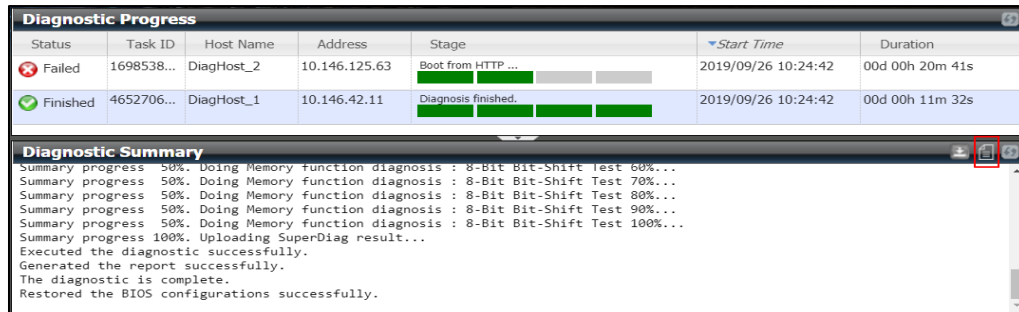 Diagnostic Progress
Status Task ID Host Name Address Stage Start Time Duration
Failed 1698538... DiagHost_2 10.146.125.63 Boot from HTTP ... 2019/09/26 10:24:42 00d 00h 20m 41s
Finished 4652706... DiagHost_1 10.146.42.11 Diagnosis finished. 2019/09/26 10:24:42 00d 00h 11m 32s
Diagnostic Summary
Summary progress 50%. Doing Memory function diagnosis : 8-Bit Bit-Shift Test 60%...
Summary progress 50%. Doing Memory function diagnosis : 8-Bit Bit-Shift Test 70%...
Summary progress 50%. Doing Memory function diagnosis : 8-Bit Bit-Shift Test 80%...
Summary progress 50%. Doing Memory function diagnosis : 8-Bit Bit-Shift Test 90%...
Summary progress 50%. Doing Memory function diagnosis : 8-Bit Bit-Shift Test 100%...
Summary progress 100%. Uploading SuperDiag result...
Executed the diagnostic successfully.
Generated the report successfully.
The diagnostic is complete.
Restored the BIOS configurations successfully.